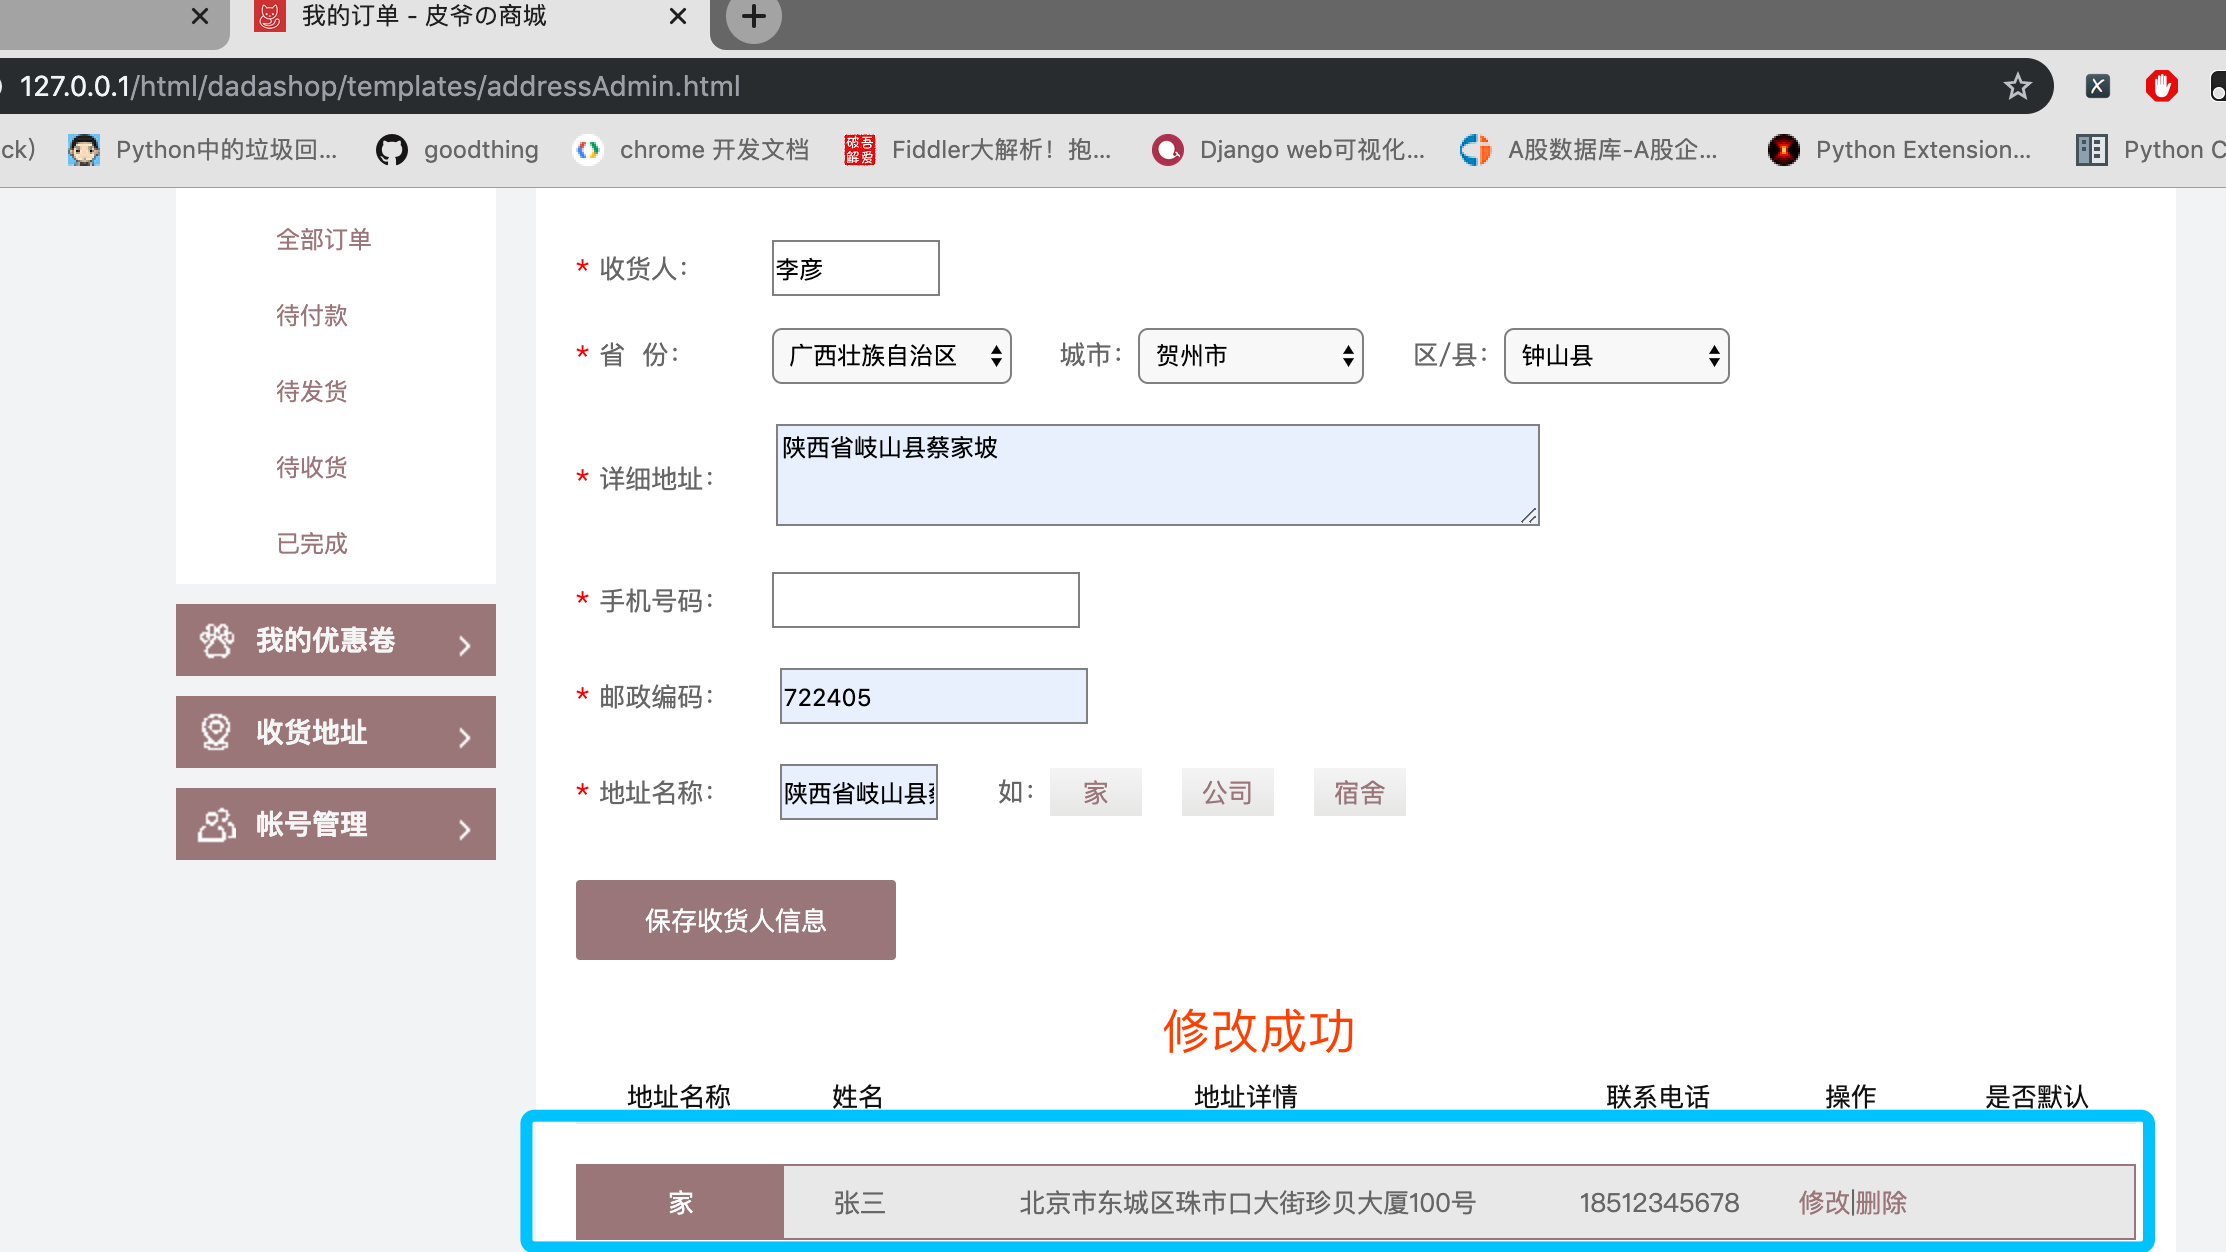 我的订单 - 皮爷の商城
127.0.0.1/html/dadashop/templates/addressAdmin.html
ck) Python中的垃圾回... goodthing chrome 开发文档 Fiddler大解析！抱... Django web可视化... A股数据库-A股企... Python Extension... Python C
全部订单
待付款
待发货
待收货
已完成
我的优惠卷
收货地址
帐号管理
* 收货人： 李彦
* 省 份： 广西壮族自治区 城市： 贺州市 区/县： 钟山县
* 详细地址： 陕西省岐山县蔡家坡
* 手机号码：
* 邮政编码： 722405
* 地址名称： 陕西省岐山县 如： 家 公司 宿舍
保存收货人信息
修改成功
地址名称 姓名 地址详情 联系电话 操作 是否默认
家 张三 北京市东城区珠市口大街珍贝大厦100号 18512345678 修改|删除